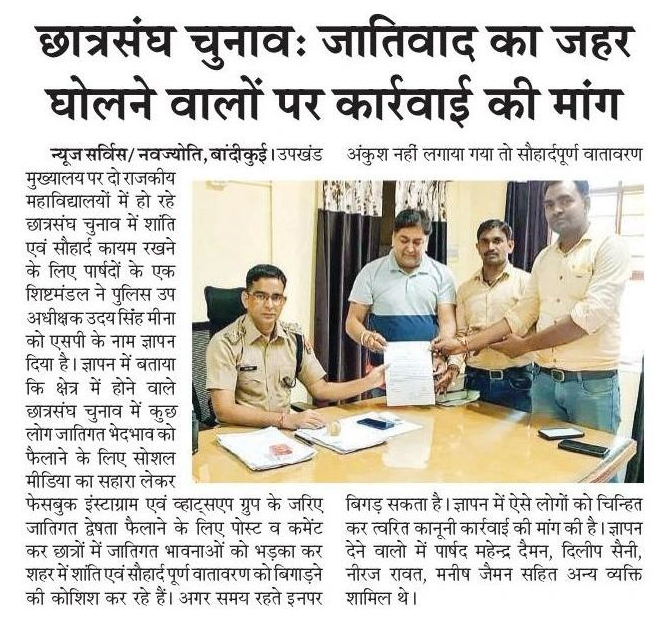 छात्रसंघ चुनावः जातिवाद का जहर
घोलने वालों पर कार्रवाई की मांग
न्यूज सर्विस/नवज्योति, बांदीकुई। उपखंड
मुख्यालय पर दो राजकीय
महाविद्यालयों में हो रहे
छात्रसंघ चुनाव में शांति
एवं सौहार्द कायम रखने
के लिए पार्षदों के एक
शिष्टमंडल ने पुलिस उप
अधीक्षक उदय सिंह मीना
को एसपी के नाम ज्ञापन
दिया है। ज्ञापन में बताया
कि क्षेत्र में होने वाले
छात्रसंघ चुनाव में कुछ
लोग जातिगत भेदभाव को
फैलाने के लिए सोशल
मीडिया का सहारा लेकर
फेसबुक इंस्टाग्राम एवं व्हाट्सएप ग्रुप के जरिए
जातिगत द्वेषता फैलाने के लिए पोस्ट व कमेंट
कर छात्रों में जातिगत भावनाओं को भड़का कर
शहर में शांति एवं सौहार्द पूर्ण वातावरण को बिगाड़ने
की कोशिश कर रहे हैं। अगर समय रहते इनपर
अंकुश नहीं लगाया गया तो सौहार्दपूर्ण वातावरण
बिगड़ सकता है। ज्ञापन में ऐसे लोगों को चिन्हित
कर त्वरित कानूनी कार्रवाई की मांग की है। ज्ञापन
देने वालो में पार्षद महेन्द्र दैमन, दिलीप सैनी,
नीरज रावत, मनीष जैमन सहित अन्य व्यक्ति
शामिल थे।